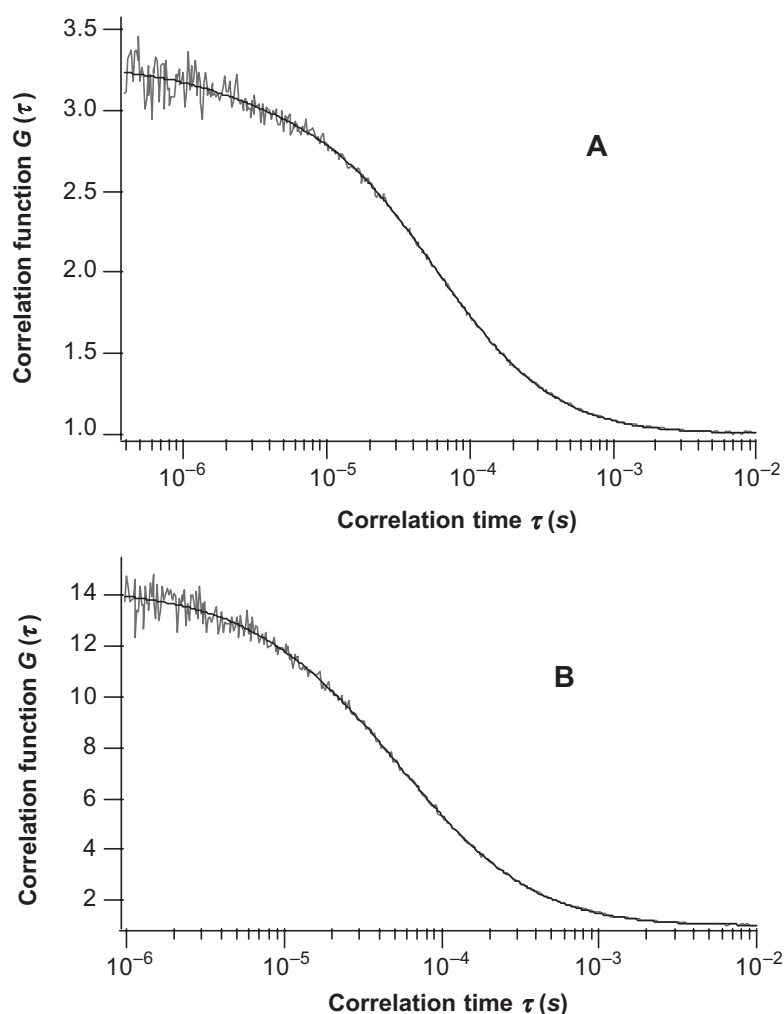 3.5
3.0
2.5
2.0
1.5
1.0
Correlation function G (τ)
A
10⁻⁶ 10⁻⁵ 10⁻⁴ 10⁻³ 10⁻²
Correlation time τ (s)
14
12
10
8
6
4
2
Correlation function G (τ)
B
10⁻⁶ 10⁻⁵ 10⁻⁴ 10⁻³ 10⁻²
Correlation time τ (s)